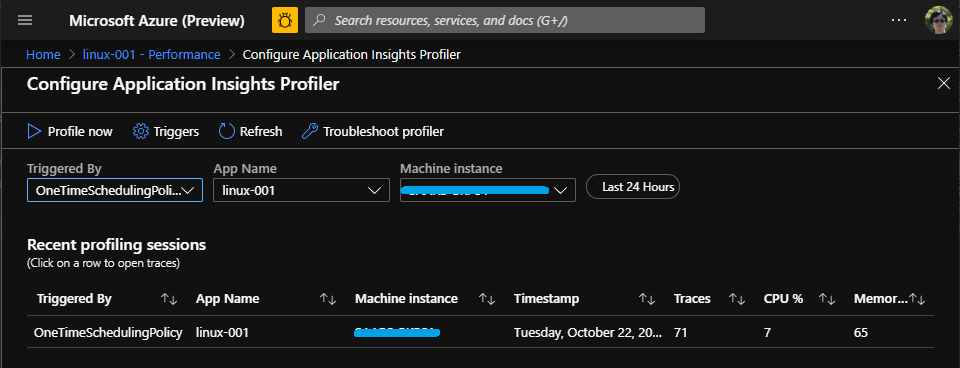 Microsoft Azure (Preview) Search resources, services, and docs (G+/) ...
Home > linux-001 - Performance > Configure Application Insights Profiler
Configure Application Insights Profiler
Profile now Triggers Refresh Troubleshoot profiler
Triggered By App Name Machine instance
OneTimeSchedulingPoli... linux-001 Last 24 Hours
Recent profiling sessions
(Click on a row to open traces)
Triggered By App Name Machine instance Timestamp Traces CPU % Memor...
OneTimeSchedulingPolicy linux-001 Tuesday, October 22, 20... 71 7 65